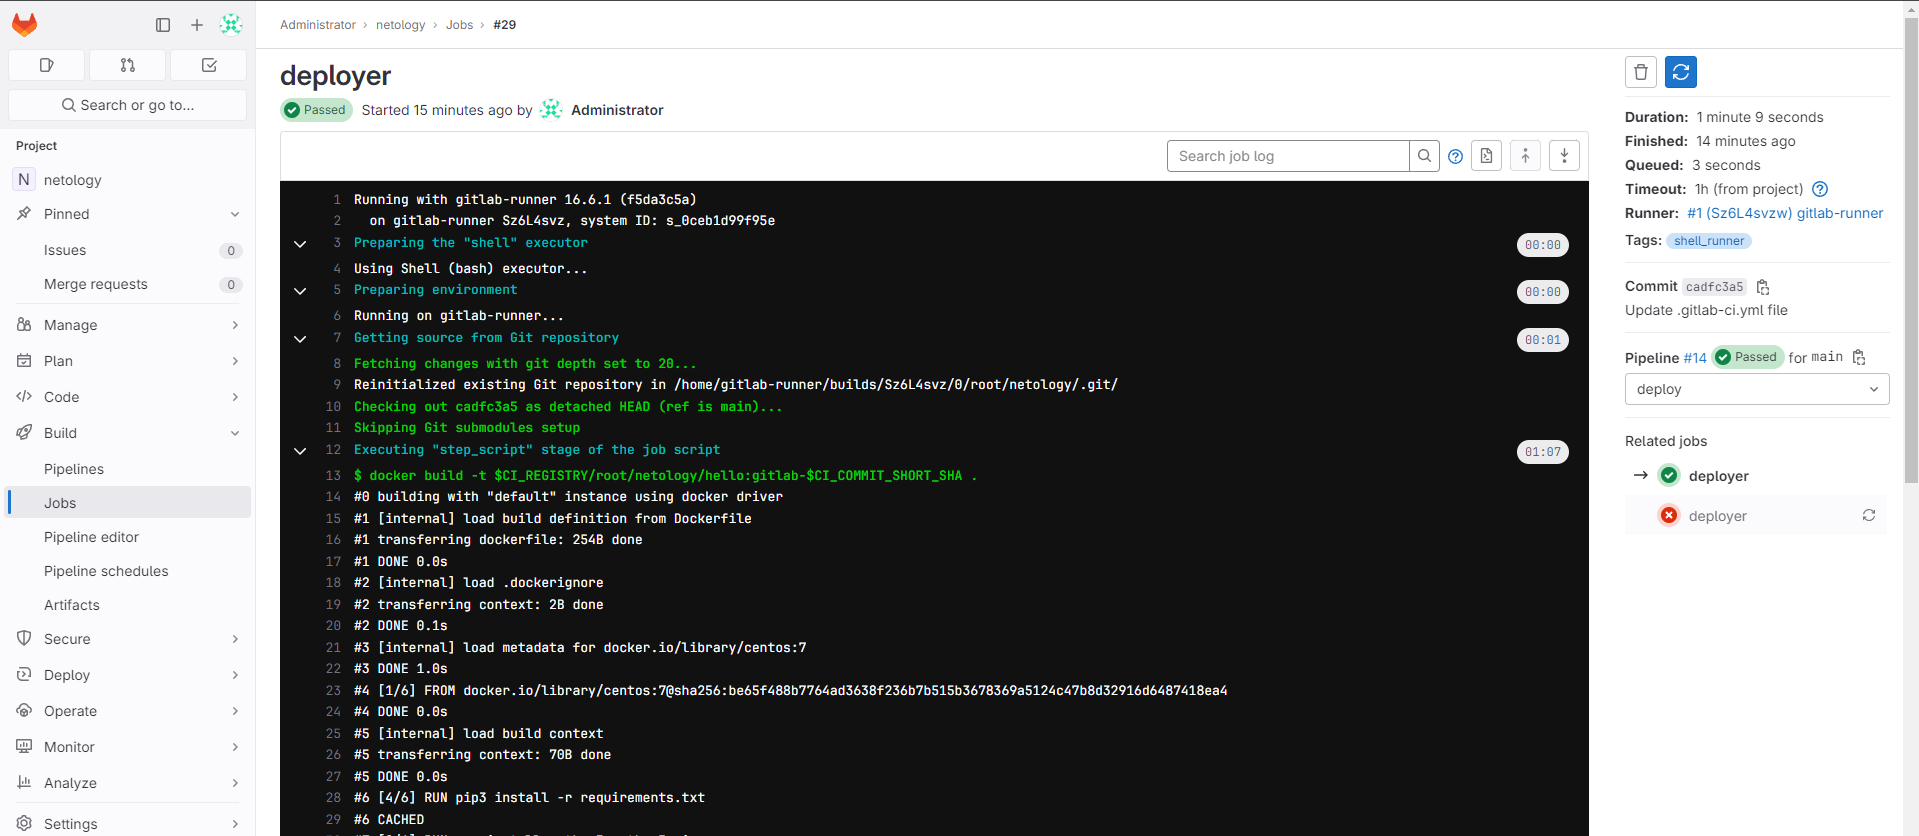 Administrator › netology › Jobs › #29
Search or go to...
Project
N netology
Pinned
Issues 0
Merge requests 0
Manage
Plan
Code
Build
Pipelines
Jobs
Pipeline editor
Pipeline schedules
Artifacts
Secure
Deploy
Operate
Monitor
Analyze
Settings
deployer
Passed Started 15 minutes ago by Administrator
Search job log
1 Running with gitlab-runner 16.6.1 (f5da3c5a)
2 on gitlab-runner Sz6L4svz, system ID: s_0ceb1d99f95e
3 Preparing the "shell" executor 00:00
4 Using Shell (bash) executor...
5 Preparing environment 00:00
6 Running on gitlab-runner...
7 Getting source from Git repository 00:01
8 Fetching changes with git depth set to 20...
9 Reinitialized existing Git repository in /home/gitlab-runner/builds/Sz6L4svz/0/root/netology/.git/
10 Checking out cadfc3a5 as detached HEAD (ref is main)...
11 Skipping Git submodules setup
12 Executing "step_script" stage of the job script 01:07
13 $ docker build -t $CI_REGISTRY/root/netology/hello:gitlab-$CI_COMMIT_SHORT_SHA .
14 #0 building with "default" instance using docker driver
15 #1 [internal] load build definition from Dockerfile
16 #1 transferring dockerfile: 254B done
17 #1 DONE 0.0s
18 #2 [internal] load .dockerignore
19 #2 transferring context: 2B done
20 #2 DONE 0.1s
21 #3 [internal] load metadata for docker.io/library/centos:7
22 #3 DONE 1.0s
23 #4 [1/6] FROM docker.io/library/centos:7@sha256:be65f488b7764ad3638f236b7b515b3678369a5124c47b8d32916d6487418ea4
24 #4 DONE 0.0s
25 #5 [internal] load build context
26 #5 transferring context: 70B done
27 #5 DONE 0.0s
28 #6 [4/6] RUN pip3 install -r requirements.txt
29 #6 CACHED
Duration: 1 minute 9 seconds
Finished: 14 minutes ago
Queued: 3 seconds
Timeout: 1h (from project)
Runner: #1 (Sz6L4svzw) gitlab-runner
Tags: shell_runner
Commit cadfc3a5
Update .gitlab-ci.yml file
Pipeline #14 Passed for main
deploy
Related jobs
→ deployer
deployer